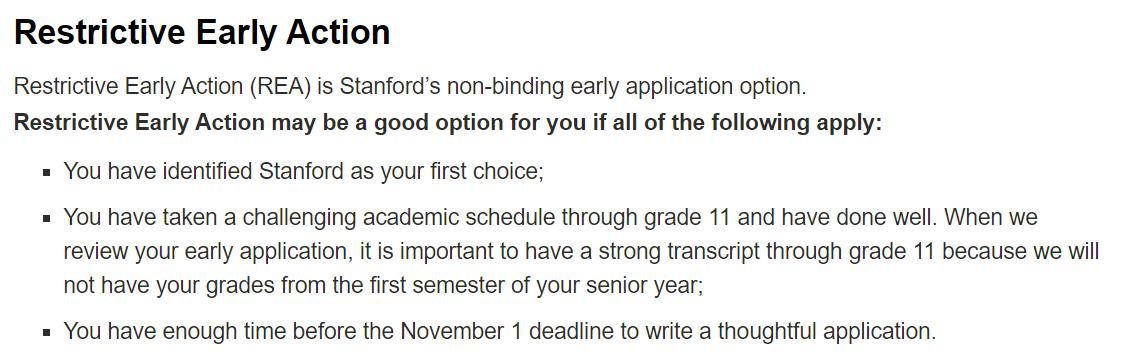 Restrictive Early Action
Restrictive Early Action (REA) is Stanford’s non-binding early application option.
Restrictive Early Action may be a good option for you if all of the following apply:
▪ You have identified Stanford as your first choice;
▪ You have taken a challenging academic schedule through grade 11 and have done well. When we
review your early application, it is important to have a strong transcript through grade 11 because we will
not have your grades from the first semester of your senior year;
▪ You have enough time before the November 1 deadline to write a thoughtful application.